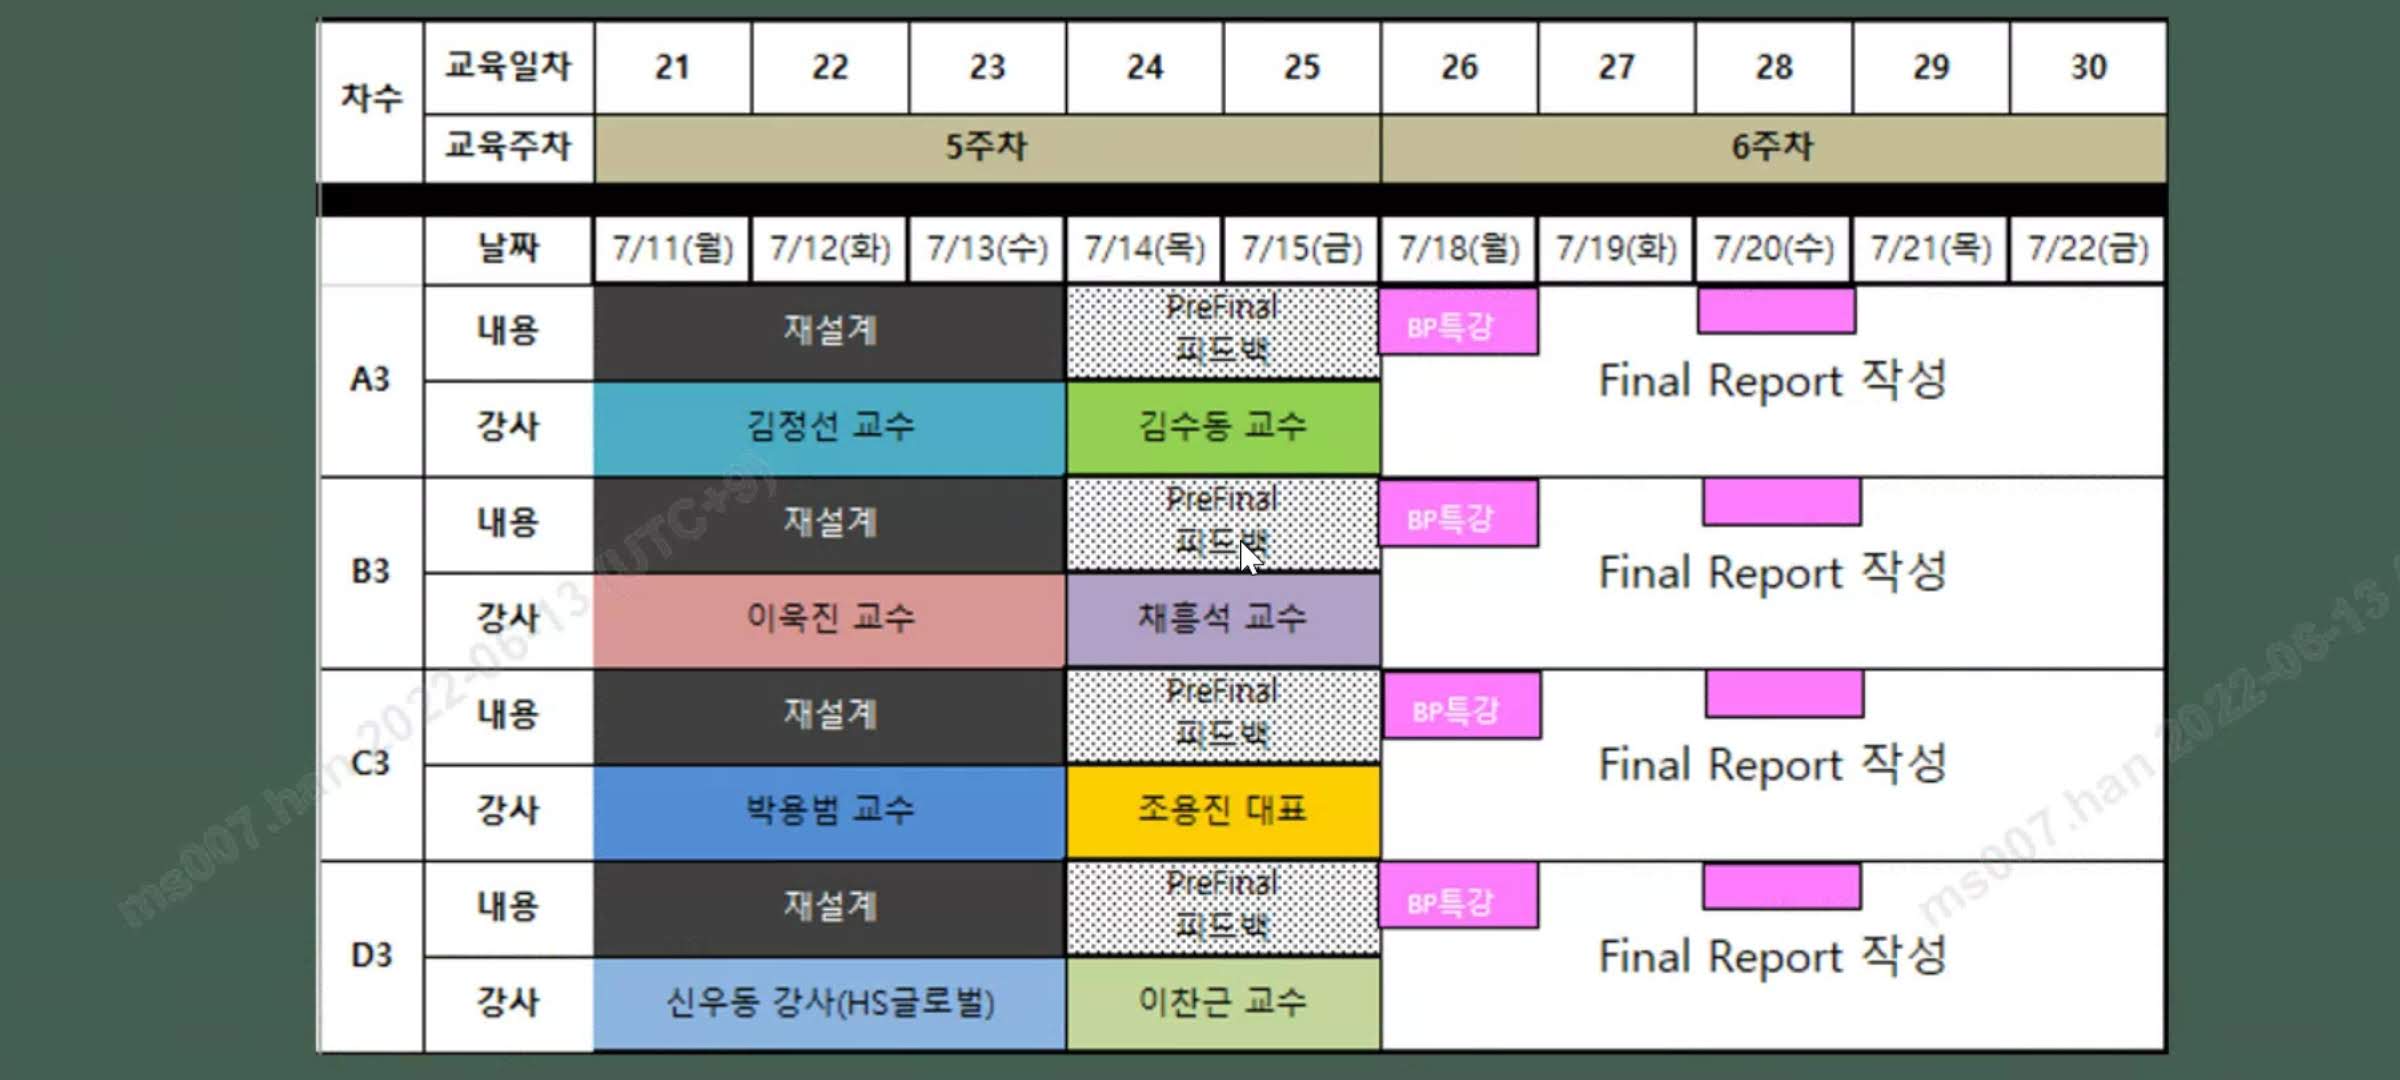 차수 교육일차 21 22 23 24 25 26 27 28 29 30
교육주차 5주차 6주차
날짜 7/11(월) 7/12(화) 7/13(수) 7/14(목) 7/15(금) 7/18(월) 7/19(화) 7/20(수) 7/21(목) 7/22(금)
A3 내용 재설계 PreFinal
피드백 BP특강 Final Report 작성
강사 김정선 교수 김수동 교수
B3 내용 재설계 PreFinal
피드백 BP특강 Final Report 작성
강사 이욱진 교수 채흥석 교수
C3 내용 재설계 PreFinal
피드백 BP특강 Final Report 작성
강사 박용범 교수 조용진 대표
D3 내용 재설계 PreFinal
피드백 BP특강 Final Report 작성
강사 신우동 강사(HS글로벌) 이찬근 교수
ms007.han 2022-06-13 (UTC+9)
ms007.han 2022-06-13